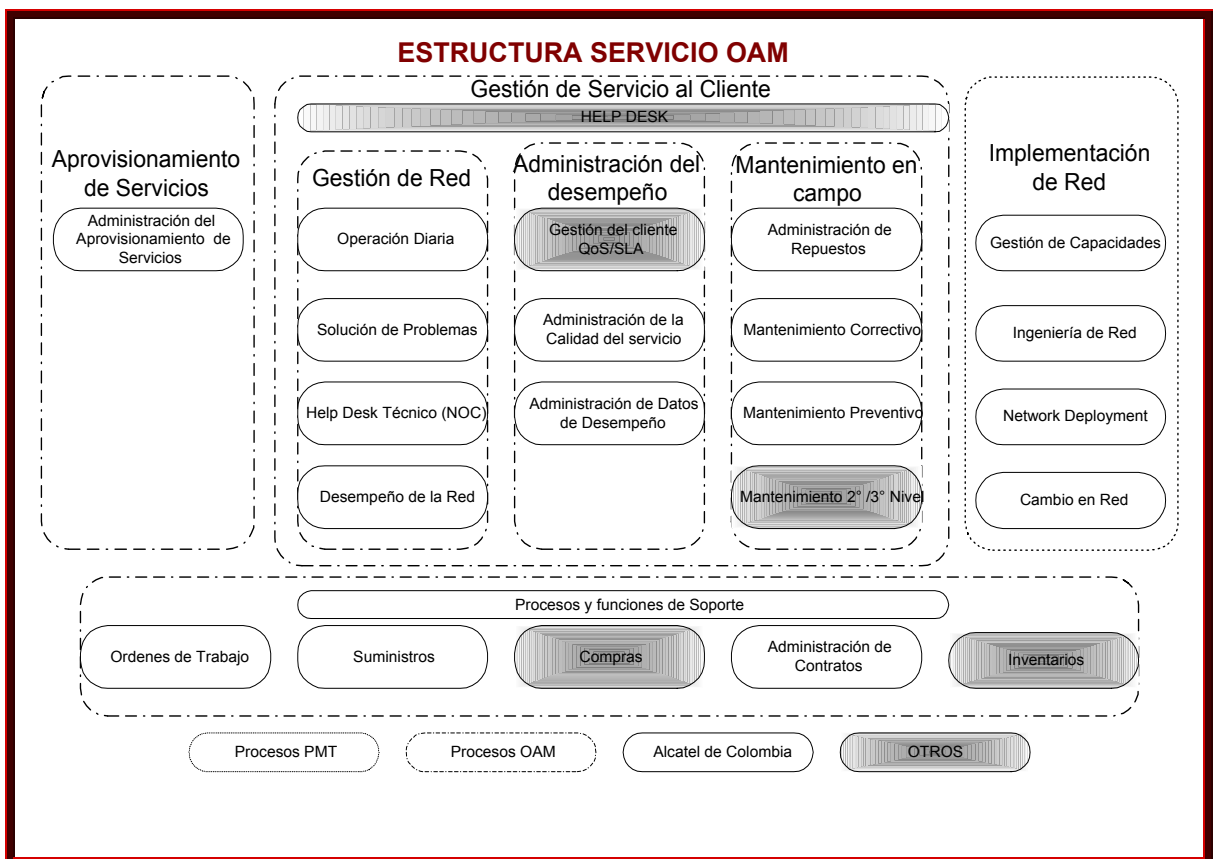 ESTRUCTURA SERVICIO OAM
Gestión de Servicio al Cliente
HELP DESK
Aprovisionamiento
de Servicios
Administración del
Aprovisionamiento de
Servicios
Gestión de Red
Operación Diaria
Solución de Problemas
Help Desk Técnico (NOC)
Desempeño de la Red
Administración del
desempeño
Gestión del cliente
QoS/SLA
Administración de la
Calidad del servicio
Administración de Datos
de Desempeño
Mantenimiento en
campo
Administración de
Repuestos
Mantenimiento Correctivo
Mantenimiento Preventivo
Mantenimiento 2° /3° Nivel
Implementación
de Red
Gestión de Capacidades
Ingeniería de Red
Network Deployment
Cambio en Red
Procesos y funciones de Soporte
Ordenes de Trabajo
Suministros
Compras
Administración de
Contratos
Inventarios
Procesos PMT
Procesos OAM
Alcatel de Colombia
OTROS